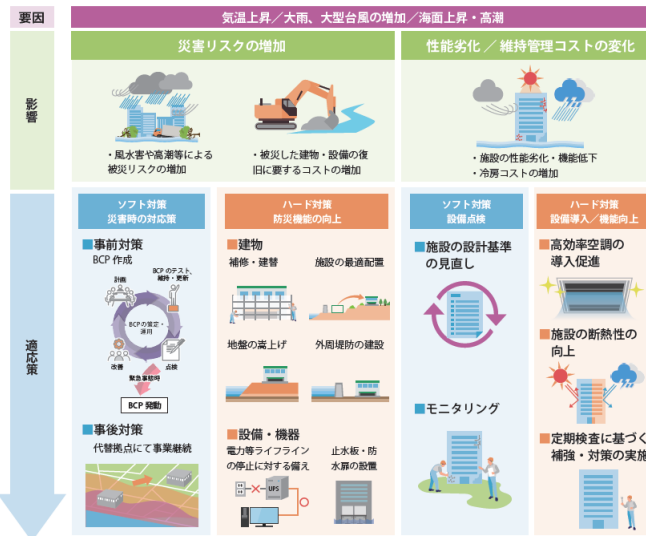 要因
気温上昇／大雨、大型台風の増加／海面上昇・高潮
影響
災害リスクの増加
・風水害や高潮等による
被災リスクの増加
・被災した建物・設備の復
旧に要するコストの増加
性能劣化 ／ 維持管理コストの変化
・施設の性能劣化・機能低下
・冷房コストの増加
適応策
ソフト対策
災害時の対応策
■事前対策
BCP 作成
計画
BCP のテスト、
維持・更新
BCPの策定・
運用
改善
点検
緊急事態時
BCP 発動
■事後対策
代替拠点にて事業継続
ハード対策
防災機能の向上
■建物
補修・建替
施設の最適配置
地盤の嵩上げ
外周堤防の建設
■設備・機器
電力等ライフライン
の停止に対する備え
UPS
止水板・防
水扉の設置
ソフト対策
設備点検
■施設の設計基準
の見直し
■モニタリング
ハード対策
設備導入／機能向上
■高効率空調の
導入促進
■施設の断熱性の
向上
■定期検査に基づく
補強・対策の実施